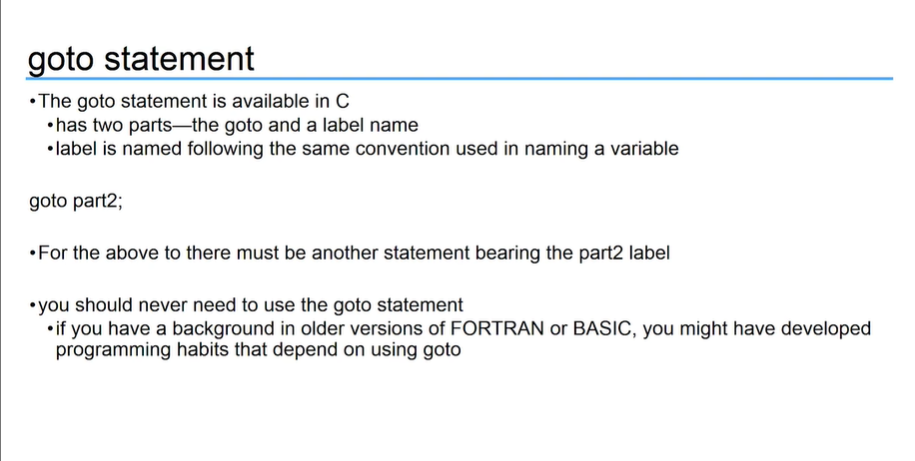 goto statement
•The goto statement is available in C
•has two parts—the goto and a label name
•label is named following the same convention used in naming a variable
goto part2;
•For the above to there must be another statement bearing the part2 label
•you should never need to use the goto statement
•if you have a background in older versions of FORTRAN or BASIC, you might have developed
programming habits that depend on using goto